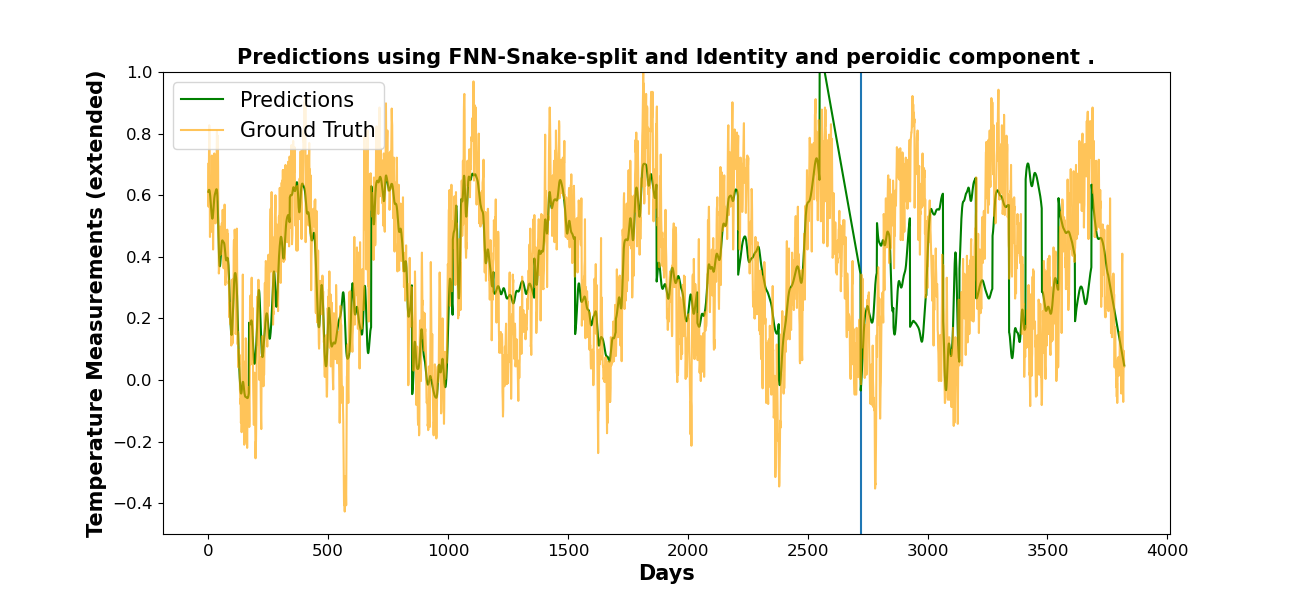 Predictions using FNN-Snake-split and Identity and peroidic component .
Temperature Measurements (extended)
1.0
0.8
0.6
0.4
0.2
0.0
−0.2
−0.4
Predictions
Ground Truth
0 500 1000 1500 2000 2500 3000 3500 4000
Days